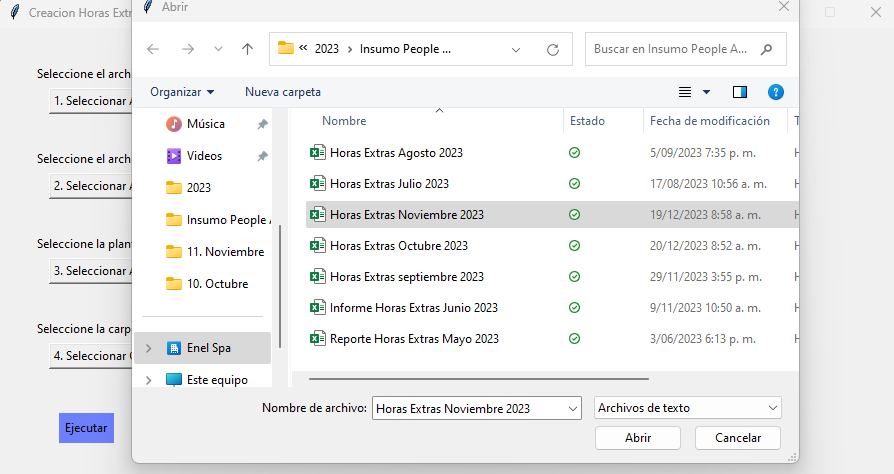 Creacion Horas Extr
Abrir
2023 > Insumo People ...
Buscar en Insumo People A...
Organizar
Nueva carpeta
Seleccione el arch
1. Seleccionar A
Seleccione el arch
2. Seleccionar A
Seleccione la plant
3. Seleccionar A
Seleccione la carp
4. Seleccionar C
Ejecutar
Música
Videos
2023
Insumo People A
11. Noviembre
10. Octubre
Enel Spa
Este equipo
Nombre Estado Fecha de modificación T
Horas Extras Agosto 2023 5/09/2023 7:35 p. m. H
Horas Extras Julio 2023 17/08/2023 10:56 a. m. H
Horas Extras Noviembre 2023 19/12/2023 8:58 a. m. H
Horas Extras Octubre 2023 20/12/2023 8:52 a. m. H
Horas Extras septiembre 2023 29/11/2023 3:55 p. m. H
Informe Horas Extras Junio 2023 9/11/2023 10:50 a. m. H
Reporte Horas Extras Mayo 2023 3/06/2023 6:13 p. m. H
Nombre de archivo: Horas Extras Noviembre 2023 Archivos de texto
Abrir Cancelar